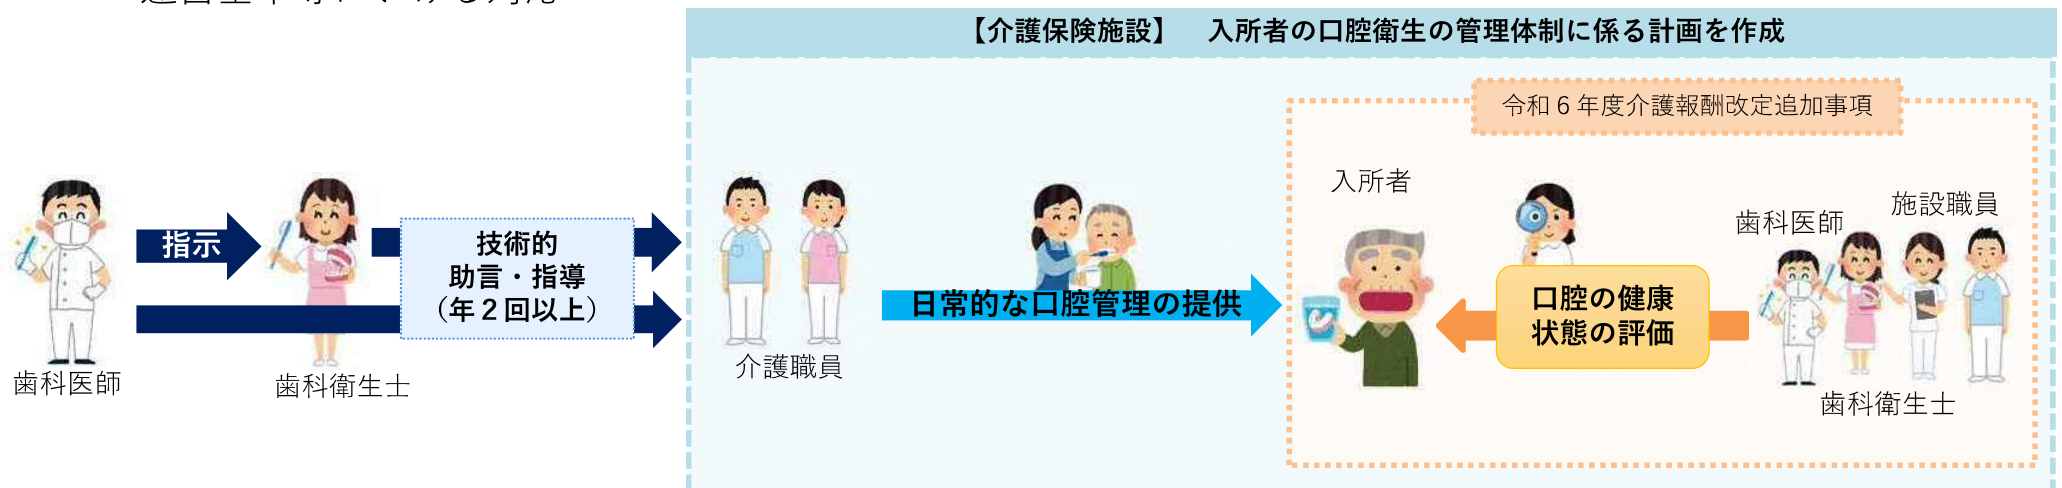 【介護保険施設】　入所者の口腔衛生の管理体制に係る計画を作成
令和６年度介護報酬改定追加事項
指示
技術的
助言・指導
（年２回以上）
歯科医師
歯科衛生士
介護職員
日常的な口腔管理の提供
入所者
口腔の健康
状態の評価
歯科医師
施設職員
歯科衛生士